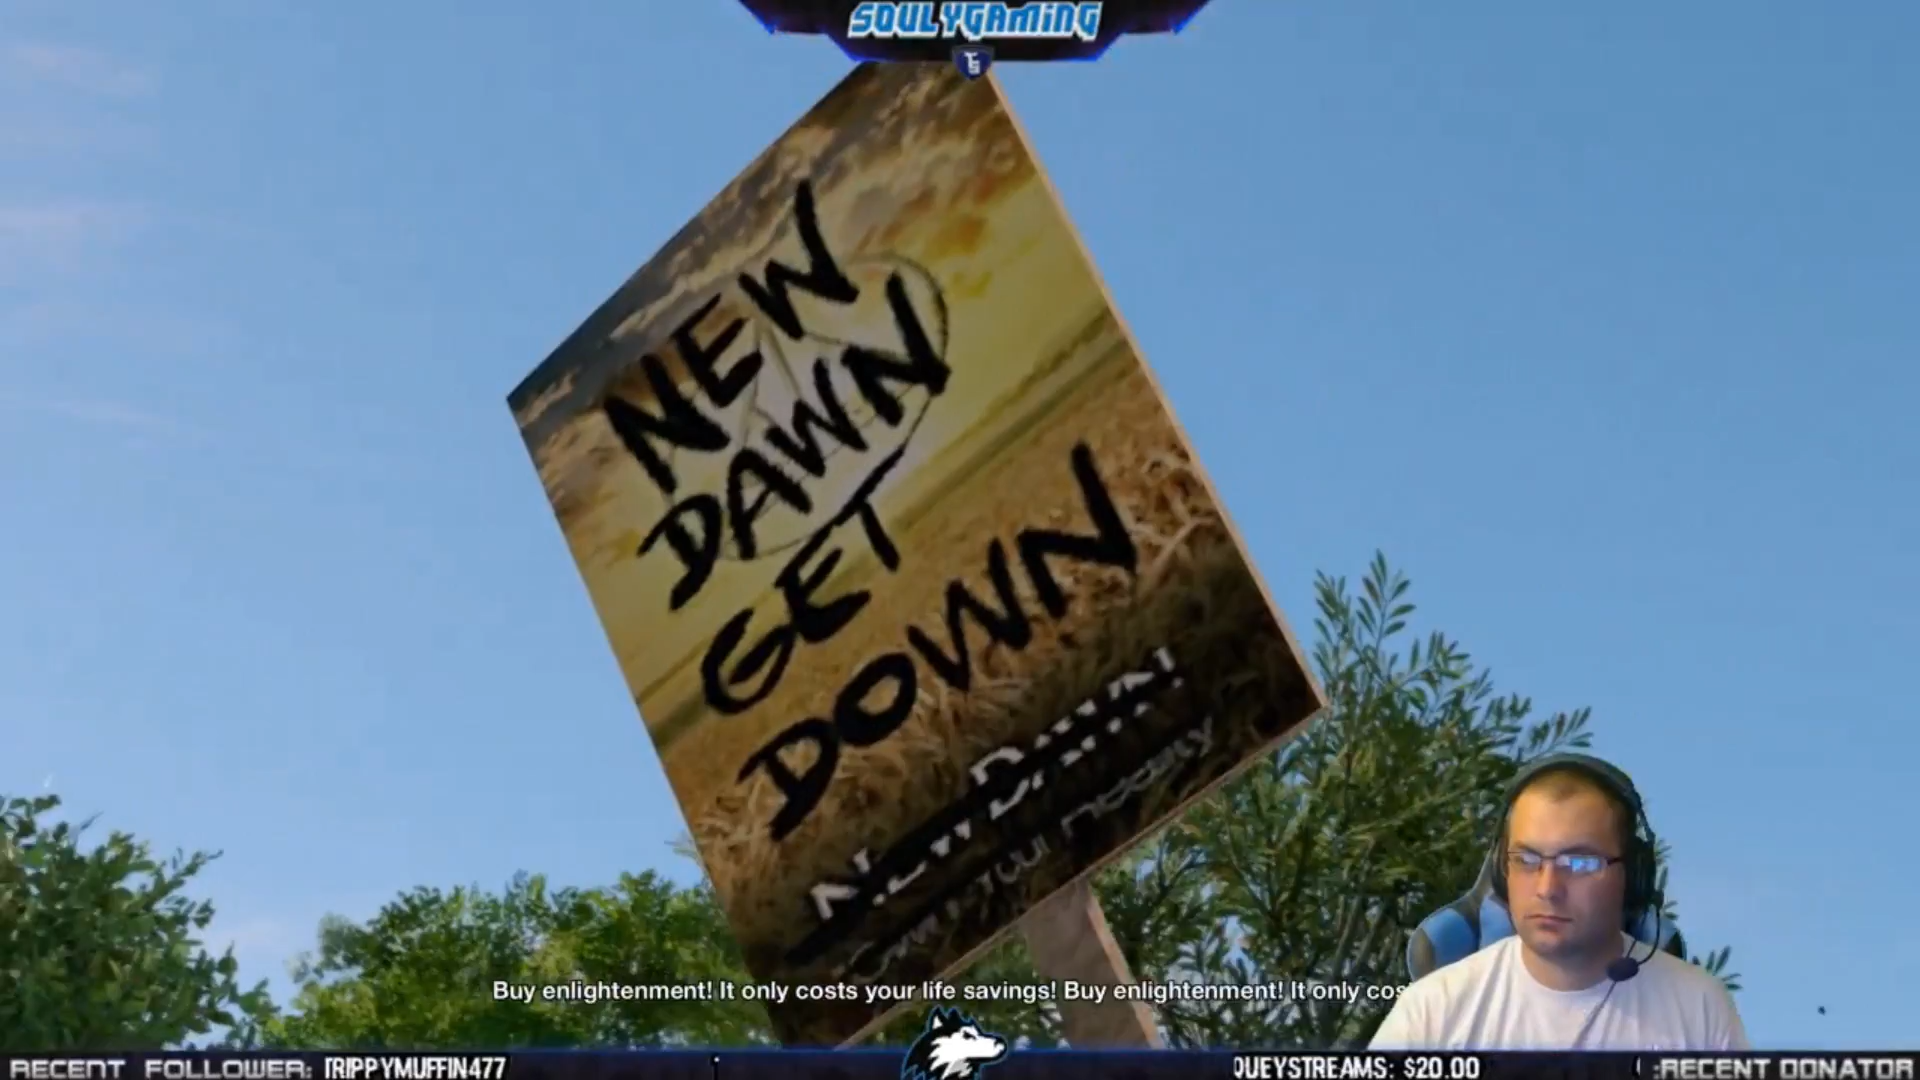 SOULYGAMING
TS
NEW
DAWN
GET
DOWN
Buy enlightenment! It only costs your life savings! Buy enlightenment! It only cos
RECENT FOLLOWER: TRIPPYMUFFIN477
QUEYSTREAMS: $20.00
:RECENT DONATOR